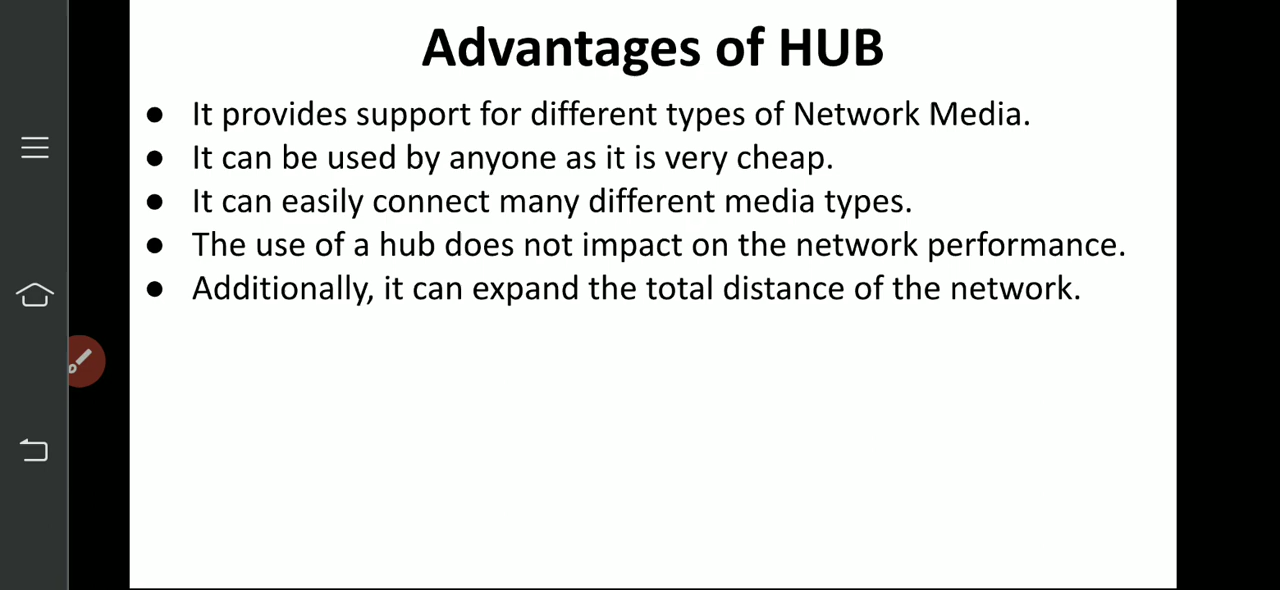 Advantages of HUB
● It provides support for different types of Network Media.
● It can be used by anyone as it is very cheap.
● It can easily connect many different media types.
● The use of a hub does not impact on the network performance.
● Additionally, it can expand the total distance of the network.